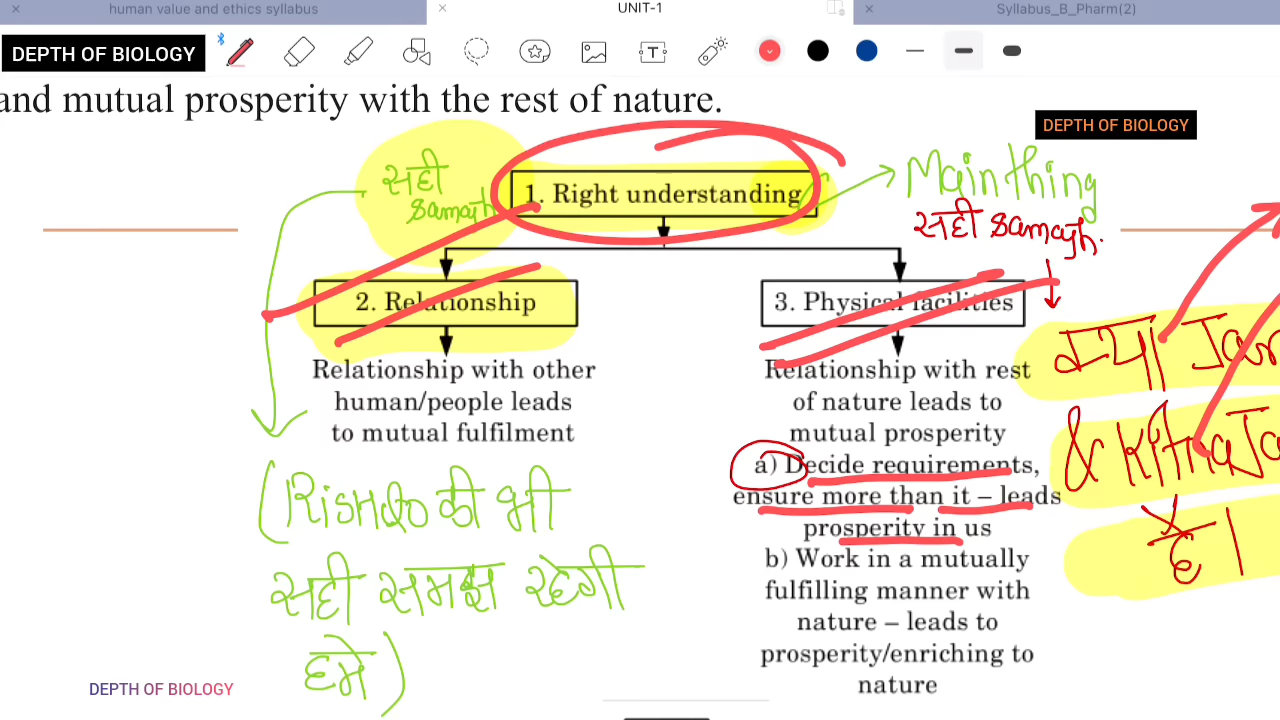 human value and ethics syllabus
UNIT-1
Syllabus_B_Pharm(2)
DEPTH OF BIOLOGY
T
and mutual prosperity with the rest of nature.
DEPTH OF BIOLOGY
सही
samajh
1. Right understanding
Main thing
सही samajh.
2. Relationship
3. Physical facilities
Relationship with other
human/people leads
to mutual fulfilment
Relationship with rest
of nature leads to
mutual prosperity
a) Decide requirements,
ensure more than it – leads
prosperity in us
b) Work in a mutually
fulfilling manner with
nature – leads to
prosperity/enriching to
nature
& Kitna
है।
(Rishto की भी
सही समझ रहेगी
हमे)
DEPTH OF BIOLOGY